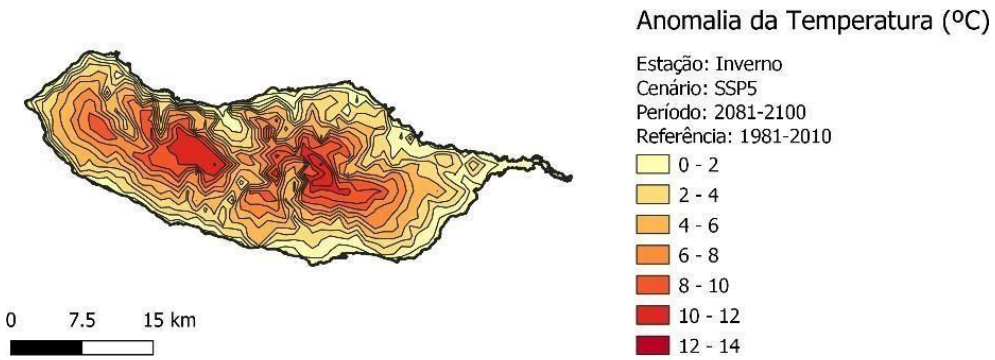 Anomalia da Temperatura (ºC)
Estação: Inverno
Cenário: SSP5
Período: 2081-2100
Referência: 1981-2010
0 - 2
2 - 4
4 - 6
6 - 8
8 - 10
10 - 12
12 - 14
0 7.5 15 km